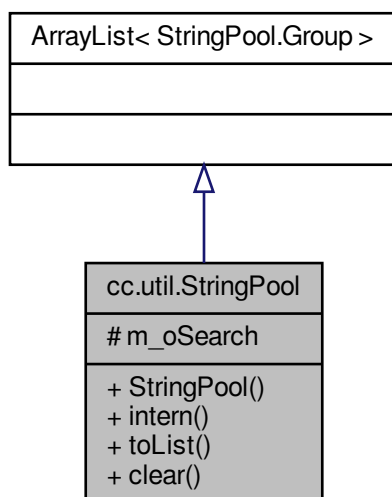 ArrayList< StringPool.Group >
cc.util.StringPool
# m_oSearch
+ StringPool()
+ intern()
+ toList()
+ clear()